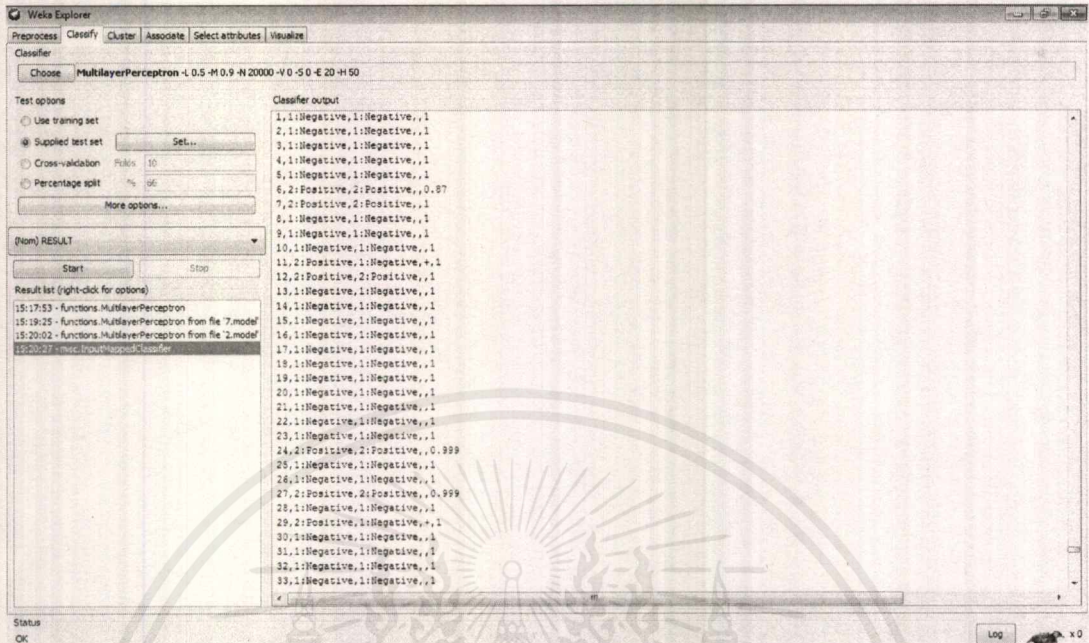 Weka Explorer
Preprocess Classify Cluster Associate Select attributes Visualize
Classifier
Choose MultilayerPerceptron -L 0.5 -M 0.9 -N 20000 -V 0 -S 0 -E 20 -H 50
Test options
Use training set
Supplied test set Set...
Cross-validation Folds 10
Percentage split % 66
More options...
(Nom) RESULT
Start Stop
Result list (right-click for options)
15:17:53 - functions.MultilayerPerceptron
15:19:25 - functions.MultilayerPerceptron from file '7.model'
15:20:02 - functions.MultilayerPerceptron from file '2.model'
15:20:27 - misc.InputMappedClassifier
Classifier output
1,1:Negative,1:Negative,,1
2,1:Negative,1:Negative,,1
3,1:Negative,1:Negative,,1
4,1:Negative,1:Negative,,1
5,1:Negative,1:Negative,,1
6,2:Positive,2:Positive,,0.87
7,2:Positive,2:Positive,,1
8,1:Negative,1:Negative,,1
9,1:Negative,1:Negative,,1
10,1:Negative,1:Negative,,1
11,2:Positive,1:Negative,+,1
12,2:Positive,2:Positive,,1
13,1:Negative,1:Negative,,1
14,1:Negative,1:Negative,,1
15,1:Negative,1:Negative,,1
16,1:Negative,1:Negative,,1
17,1:Negative,1:Negative,,1
18,1:Negative,1:Negative,,1
19,1:Negative,1:Negative,,1
20,1:Negative,1:Negative,,1
21,1:Negative,1:Negative,,1
22,1:Negative,1:Negative,,1
23,1:Negative,1:Negative,,1
24,2:Positive,2:Positive,,0.999
25,1:Negative,1:Negative,,1
26,1:Negative,1:Negative,,1
27,2:Positive,2:Positive,,0.999
28,1:Negative,1:Negative,,1
29,2:Positive,1:Negative,+,1
30,1:Negative,1:Negative,,1
31,1:Negative,1:Negative,,1
32,1:Negative,1:Negative,,1
33,1:Negative,1:Negative,,1
Status
OK
Log x 0